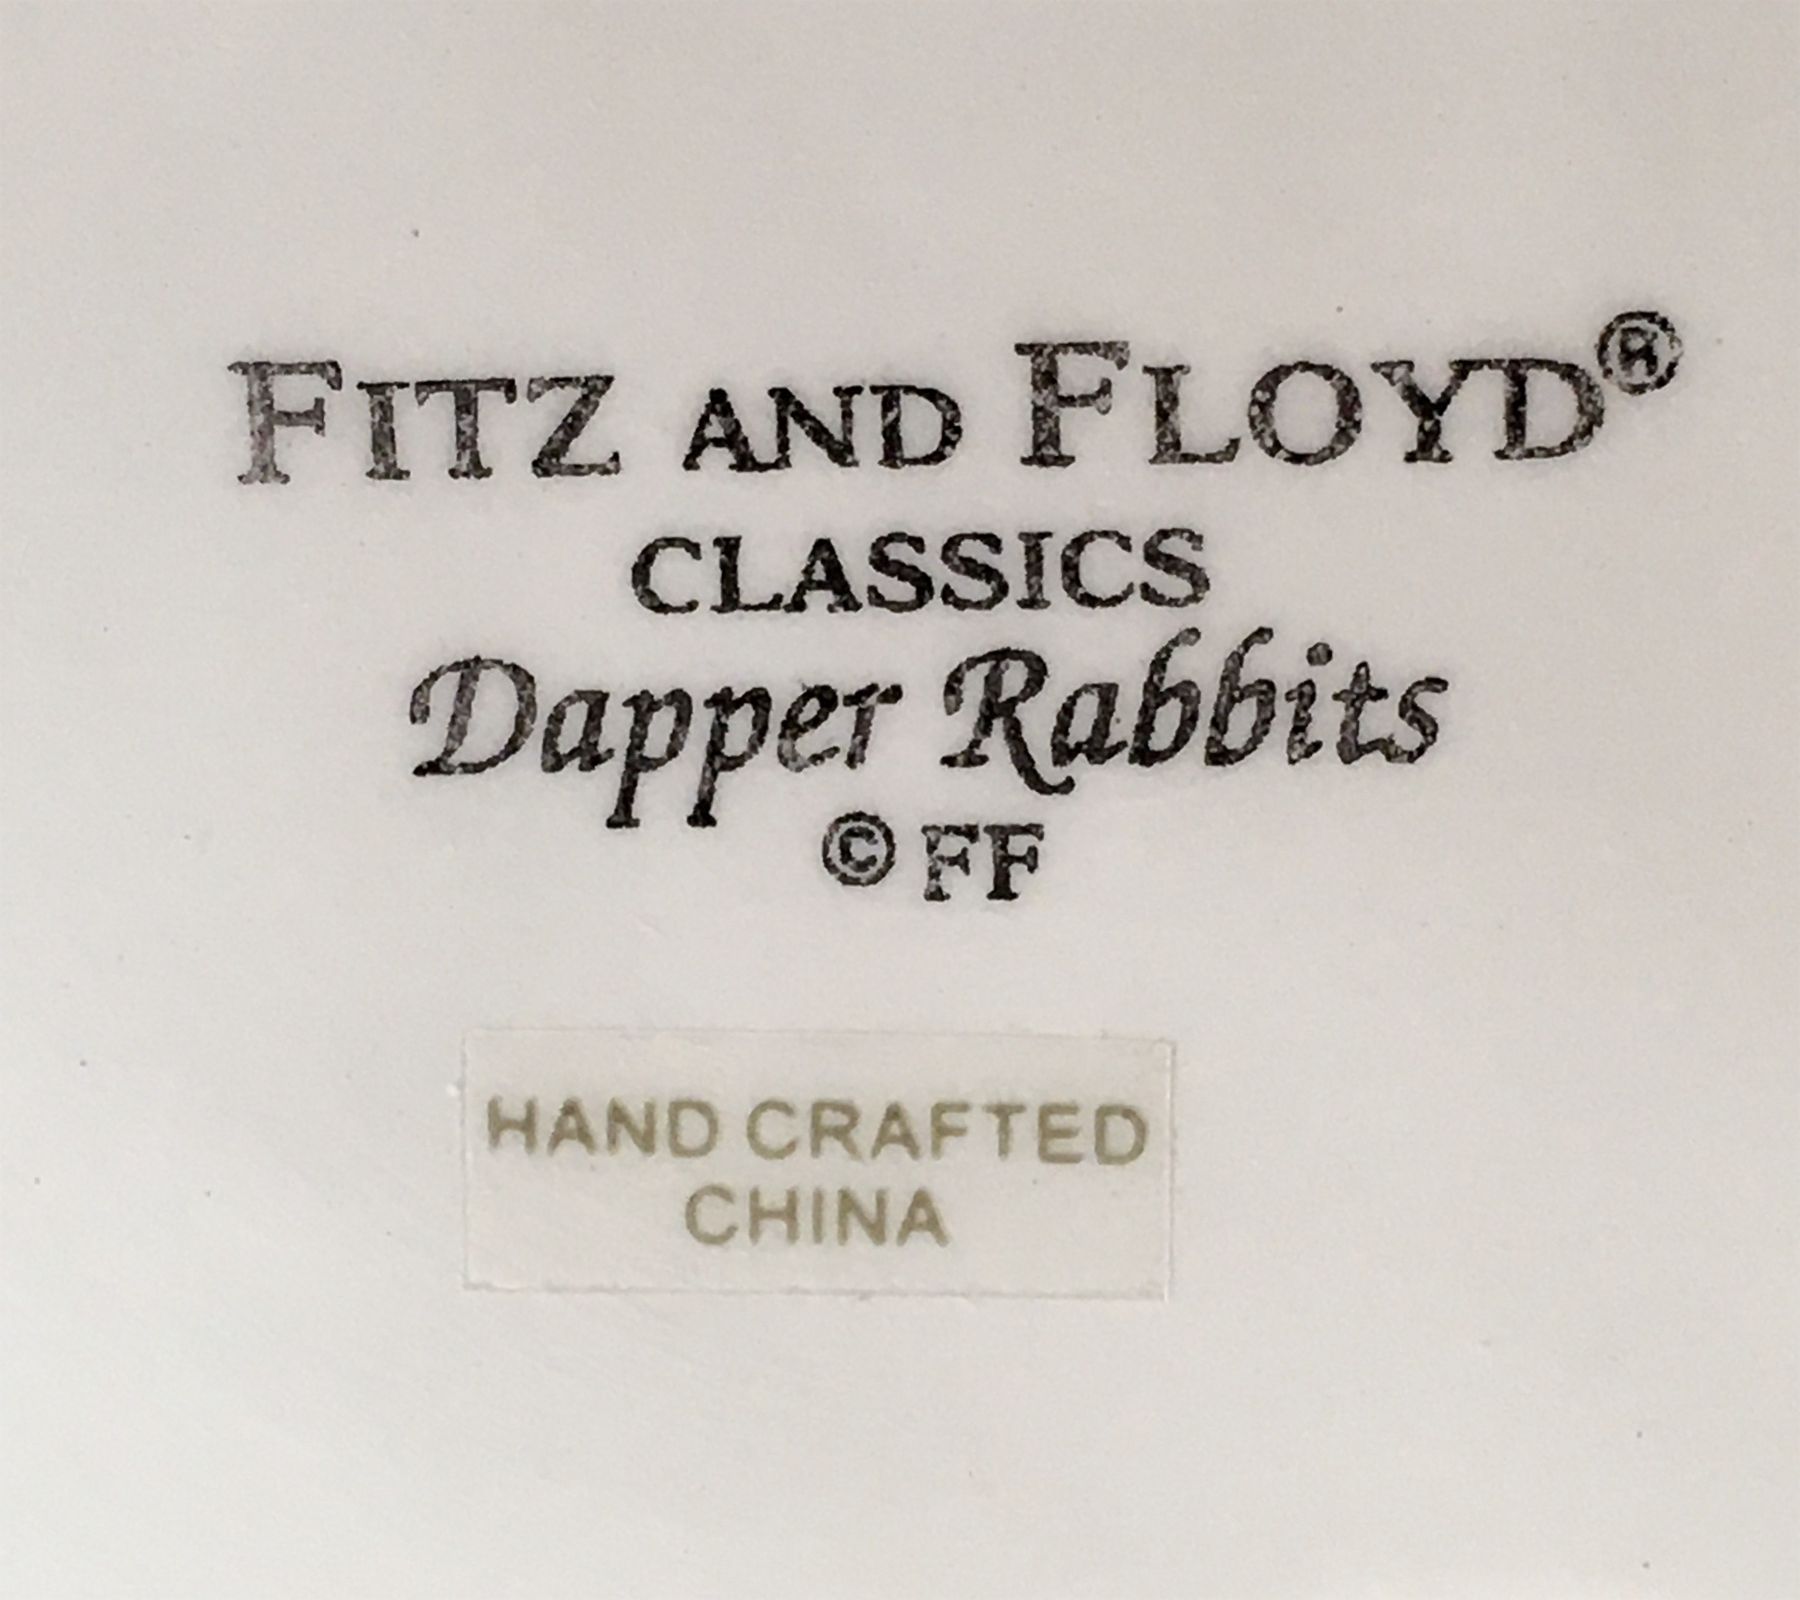 FITZ AND FLOYD®
CLASSICS
Dapper Rabbits
© FF
HAND CRAFTED
CHINA